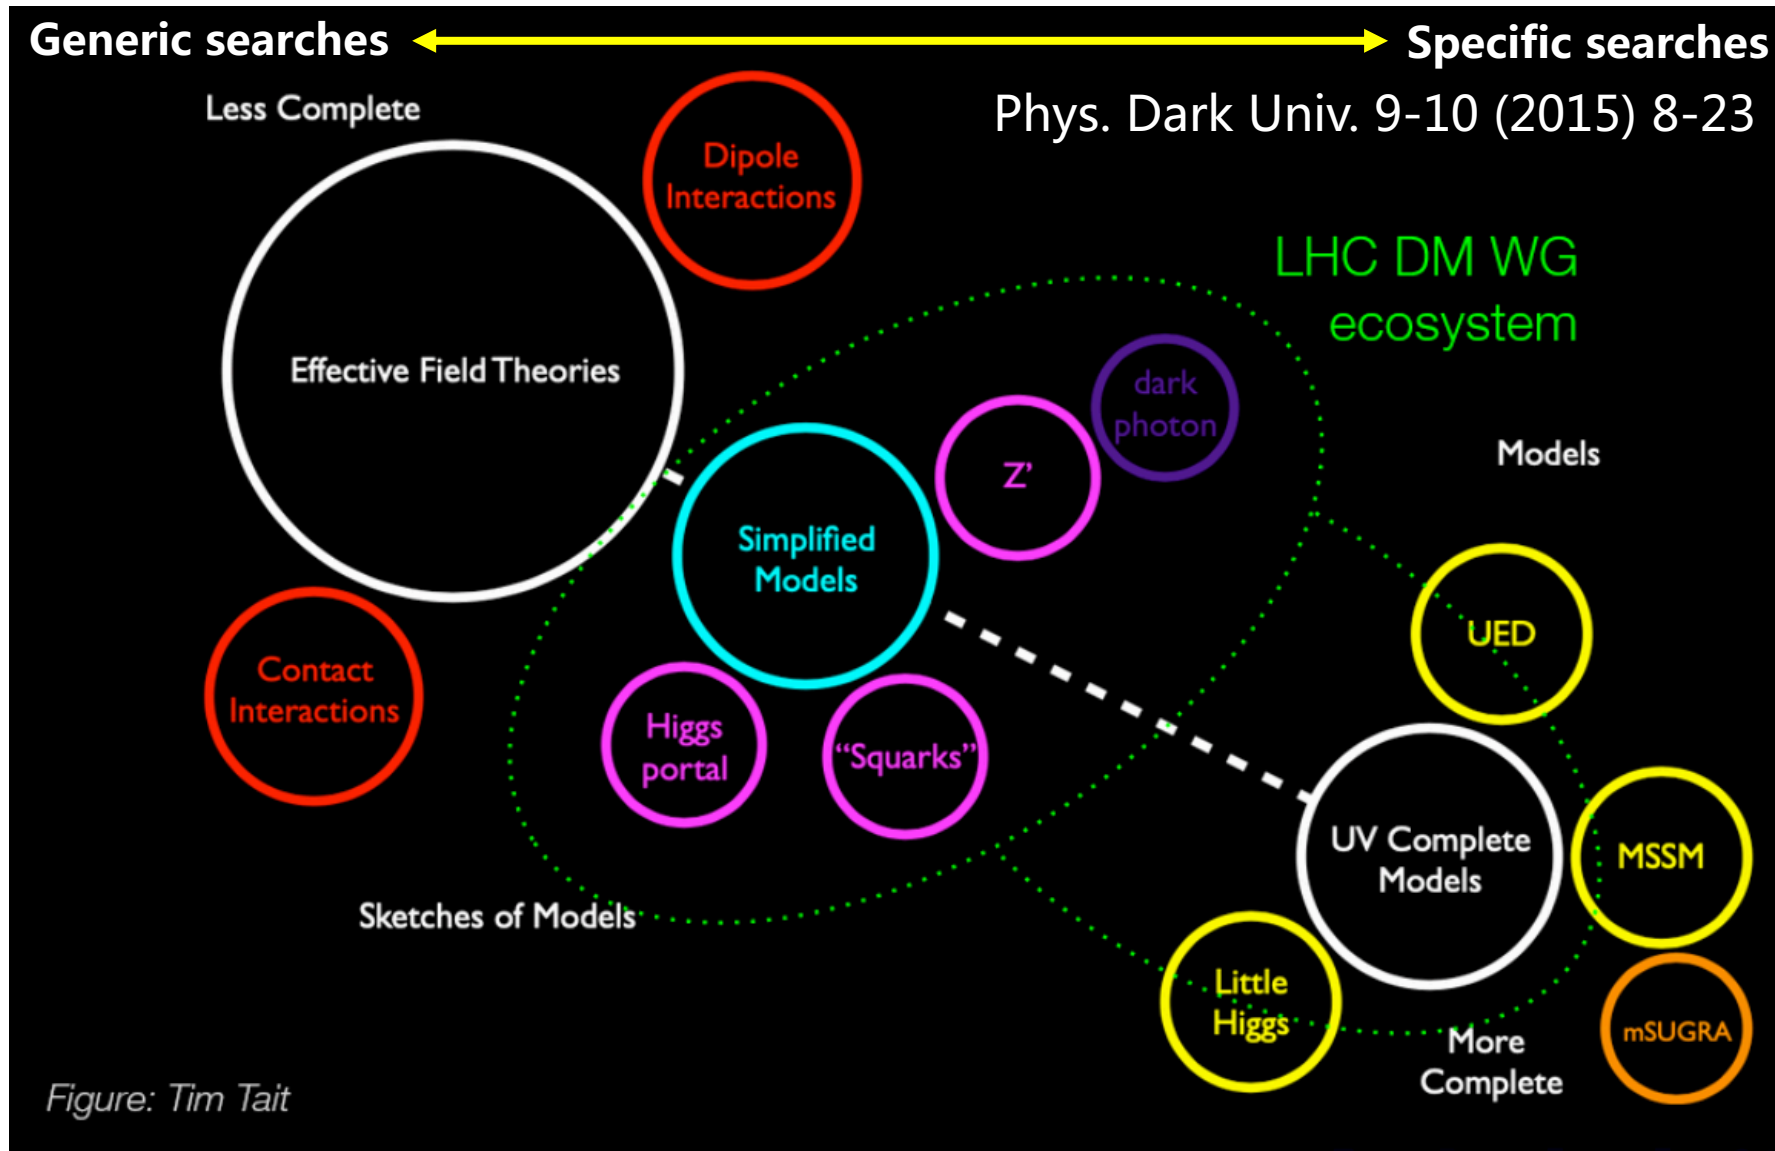 Generic searches
Specific searches
Less Complete
Phys. Dark Univ. 9-10 (2015) 8-23
Dipole
Interactions
LHC DM WG
ecosystem
Effective Field Theories
dark
photon
Z’
Models
Simplified
Models
UED
Contact
Interactions
Higgs
portal
“Squarks”
UV Complete
Models
MSSM
Sketches of Models
Little
Higgs
mSUGRA
More
Complete
Figure: Tim Tait